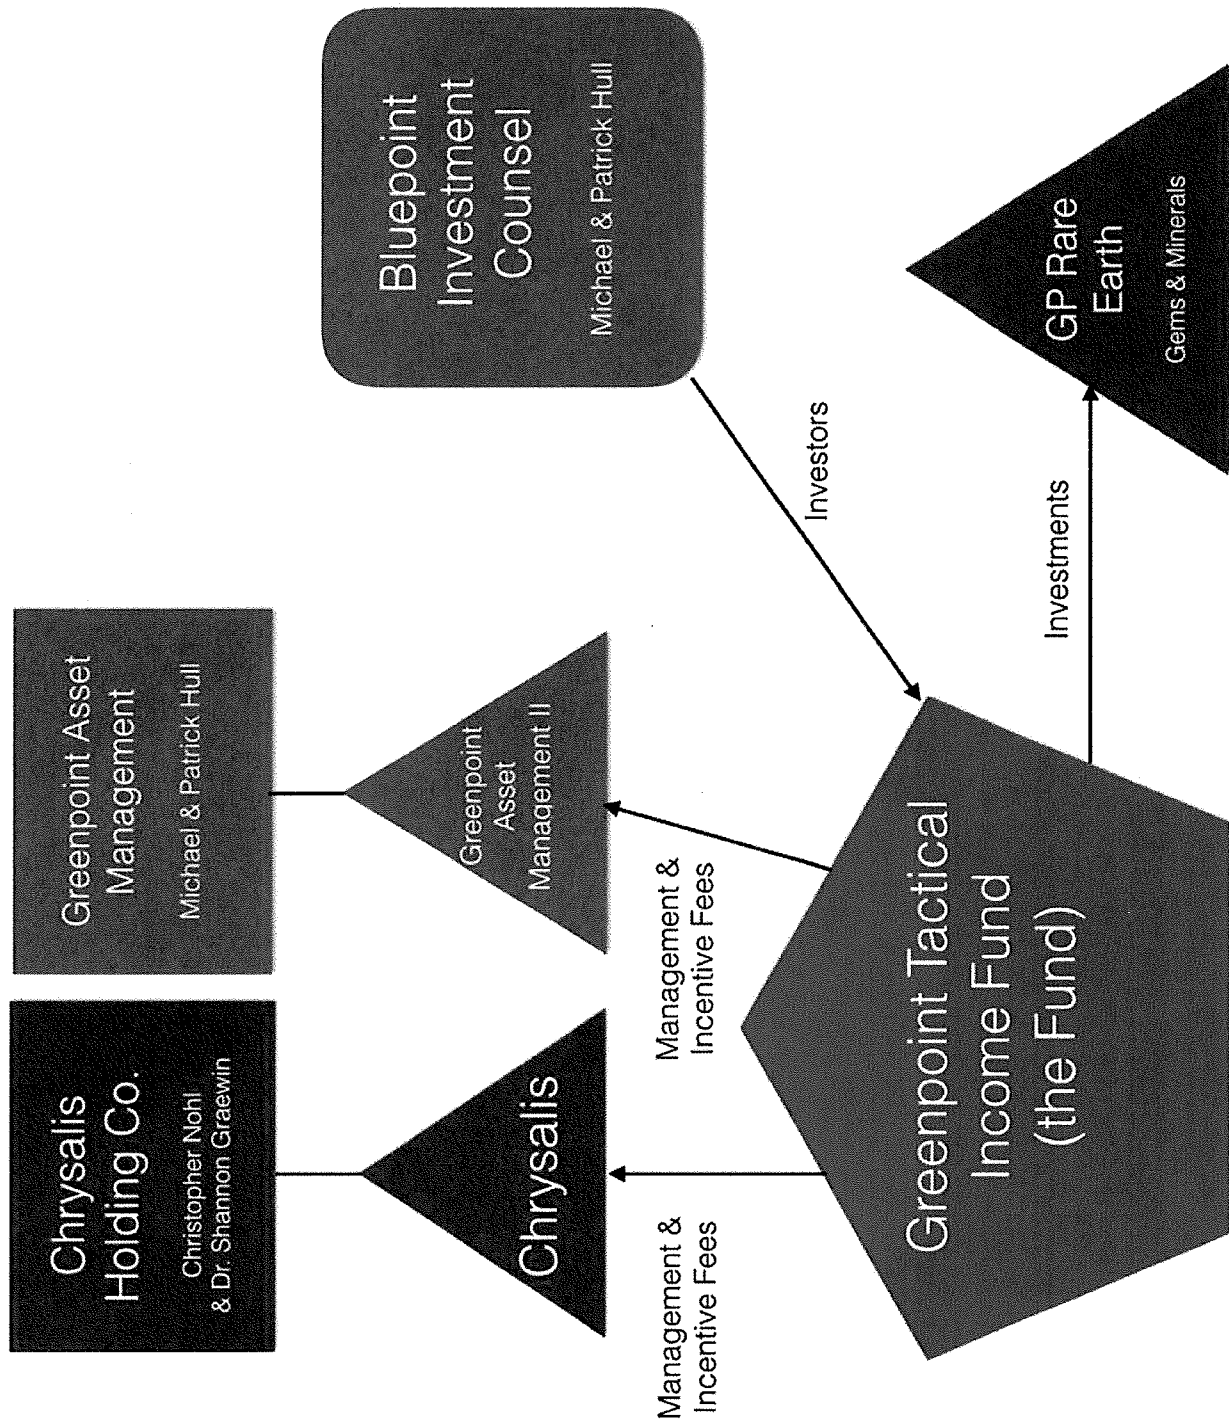 Chrysalis
Holding Co.
Christopher Nohl
& Dr. Shannon Graewin
Greenpoint Asset
Management
Michael & Patrick Hull
Bluepoint
Investment
Counsel
Michael & Patrick Hull
Chrysalis
Greenpoint
Asset
Management II
Management &
Incentive Fees
Management &
Incentive Fees
Investors
Greenpoint Tactical
Income Fund
(the Fund)
Investments
GP Rare
Earth
Gems & Minerals